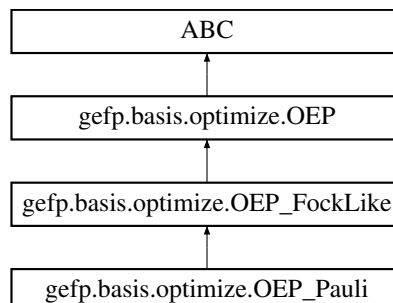 ABC
gefp.basis.optimize.OEP
gefp.basis.optimize.OEP_FockLike
gefp.basis.optimize.OEP_Pauli